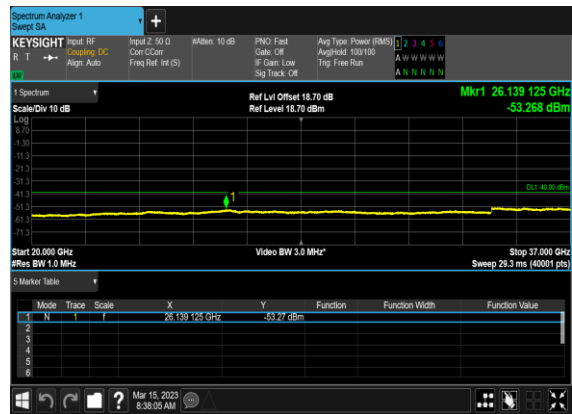 Spectrum Analyzer 1
Swept SA
+
KEYSIGHT Input: RF Input Z: 50 Ω #Atten: 10 dB PNO: Fast Avg Type: Power (RMS) 1 2 3 4 5 6
R T Coupling: DC Corr CCorr Gate: Off Avg|Hold: 100/100 A W W W W W
Align: Auto Freq Ref: Int (S) IF Gain: Low Trig: Free Run
LXI Sig Track: Off A N N N N N
1 Spectrum Ref Lvl Offset 18.70 dB Mkr1 26.139 125 GHz
Scale/Div 10 dB Ref Level 18.70 dBm -53.268 dBm
Log
8.70
-1.30
-11.3
-21.3
-31.3
DL1 -40.00 dBm
-41.3
1
-51.3
-61.3
-71.3
Start 20.000 GHz Video BW 3.0 MHz* Stop 37.000 GHz
#Res BW 1.0 MHz Sweep 29.3 ms (40001 pts)
5 Marker Table
Mode Trace Scale X Y Function Function Width Function Value
1 N 1 f 26.139 125 GHz -53.27 dBm
2
3
4
5
6
? Mar 15, 2023
8:38:05 AM